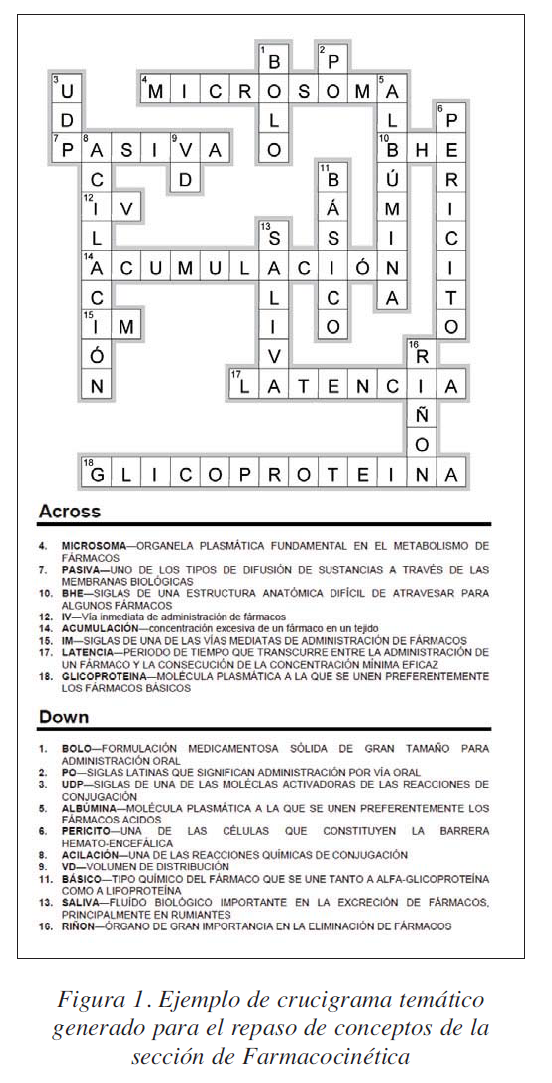 1 B 2 P
3 U 4 M I C R O S O M 5 A
D O L L 6 P
7 P 8 A S I 9 V A O 10 B H E
C D 11 B Ú R
12 I V Á M I
L 13 S S I C
14 A C U M U L A C I Ó N I
C L C A T
15 I M I O O
Ó V 16 R
N 17 L A T E N C I A
Ñ
O
18 G L I C O P R O T E I N A
Across
4. MICROSOMA—ORGANELA PLASMÁTICA FUNDAMENTAL EN EL METABOLISMO DE
FÁRMACOS
7. PASIVA—UNO DE LOS TIPOS DE DIFUSIÓN DE SUSTANCIAS A TRAVÉS DE LAS
MEMBRANAS BIOLÓGICAS
10. BHE—SIGLAS DE UNA ESTRUCTURA ANATÓMICA DIFÍCIL DE ATRAVESAR PARA
ALGUNOS FÁRMACOS
12. IV—Vía inmediata de administración de fármacos
14. ACUMULACIÓN—concentración excesiva de un fármaco en un tejido
15. IM—SIGLAS DE UNA DE LAS VÍAS MEDIATAS DE ADMINISTRACIÓN DE FÁRMACOS
17. LATENCIA—PERIODO DE TIEMPO QUE TRANSCURRE ENTRE LA ADMINISTRACIÓN DE
UN FÁRMACO Y LA CONSECUCIÓN DE LA CONCENTRACIÓN MÍNIMA EFICAZ
18. GLICOPROTEINA—MOLÉCULA PLASMÁTICA A LA QUE SE UNEN PREFERENTEMENTE
LOS FÁRMACOS BÁSICOS
Down
1. BOLO—FORMULACIÓN MEDICAMENTOSA SÓLIDA DE GRAN TAMAÑO PARA
ADMINISTRACIÓN ORAL
2. PO—SIGLAS LATINAS QUE SIGNIFICAN ADMINISTRACIÓN POR VÍA ORAL
3. UDP—SIGLAS DE UNA DE LAS MOLÉCLAS ACTIVADORAS DE LAS REACCIONES DE
CONJUGACIÓN
5. ALBÚMINA—MOLÉCULA PLASMÁTICA A LA QUE SE UNEN PREFERENTEMENTE LOS
FÁRMACOS ACIDOS
6. PERICITO—UNA DE LAS CÉLULAS QUE CONSTITUYEN LA BARRERA
HEMATO-ENCEFÁLICA
8. ACILACIÓN—UNA DE LAS REACCIONES QUÍMICAS DE CONJUGACIÓN
9. VD—VOLUMEN DE DISTRIBUCIÓN
11. BÁSICO—TIPO QUÍMICO DEL FÁRMACO QUE SE UNE TANTO A ALFA-GLICOPROTEÍNA
COMO A LIPOPROTEÍNA
13. SALIVA—FLUÍDO BIOLÓGICO IMPORTANTE EN LA EXCRECIÓN DE FÁRMACOS,
PRINCIPALMENTE EN RUMIANTES
16. RIÑON—ÓRGANO DE GRAN IMPORTANCIA EN LA ELIMINACIÓN DE FÁRMACOS
Figura 1. Ejemplo de crucigrama temático
generado para el repaso de conceptos de la
sección de Farmacocinética